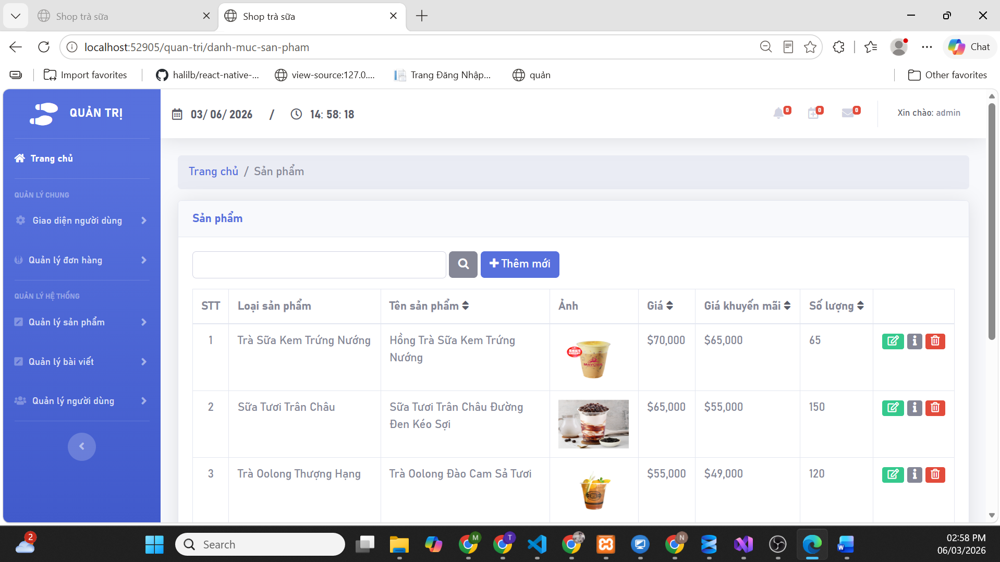 Shop trà sữa
Shop trà sữa
localhost:52905/quan-tri/danh-muc-san-pham
Chat
Import favorites
halilb/react-native-...
view-source:127.0....
Trang Đăng Nhập...
quản
Other favorites
QUẢN TRỊ
03/ 06/ 2026 / 14: 58: 18
0
0
0
Xin chào: admin
Trang chủ
QUẢN LÝ CHUNG
Giao diện người dùng
Quản lý đơn hàng
QUẢN LÝ HỆ THỐNG
Quản lý sản phẩm
Quản lý bài viết
Quản lý người dùng
Trang chủ / Sản phẩm
Sản phẩm
Thêm mới
STT Loại sản phẩm Tên sản phẩm Ảnh Giá Giá khuyến mãi Số lượng
1 Trà Sữa Kem Trứng Nướng Hồng Trà Sữa Kem Trứng Nướng $70,000 $65,000 65
2 Sữa Tươi Trân Châu Sữa Tươi Trân Châu Đường Đen Kéo Sợi $65,000 $55,000 150
3 Trà Oolong Thượng Hạng Trà Oolong Đào Cam Sả Tươi $55,000 $49,000 120
2
Search
M
T
N
02:58 PM
06/03/2026